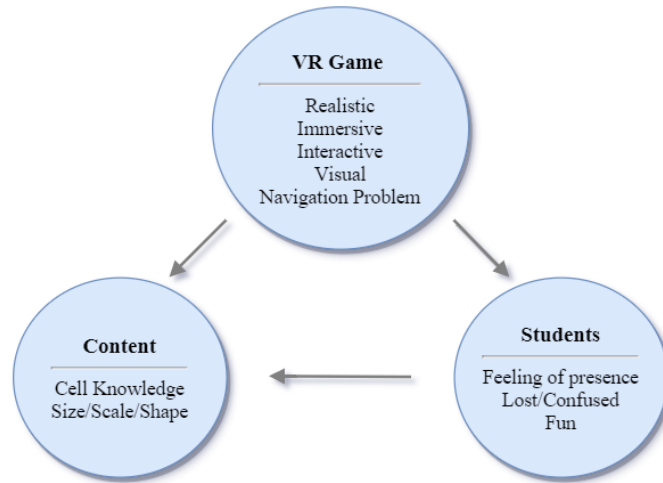 VR Game
Realistic
Immersive
Interactive
Visual
Navigation Problem
Content
Cell Knowledge
Size/Scale/Shape
Students
Feeling of presence
Lost/Confused
Fun